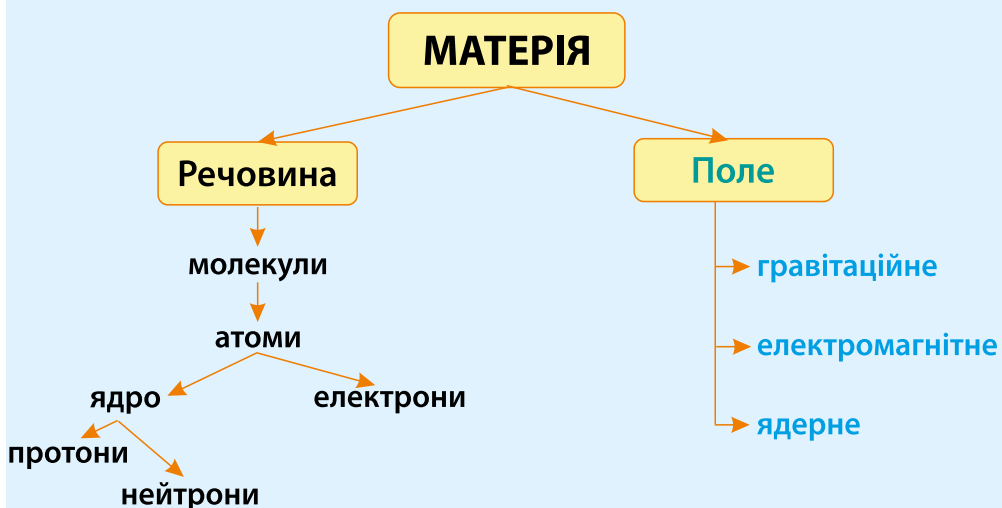 МАТЕРІЯ
Речовина
Поле
молекули
гравітаційне
атоми
електромагнітне
ядро
електрони
ядерне
протони
нейтрони